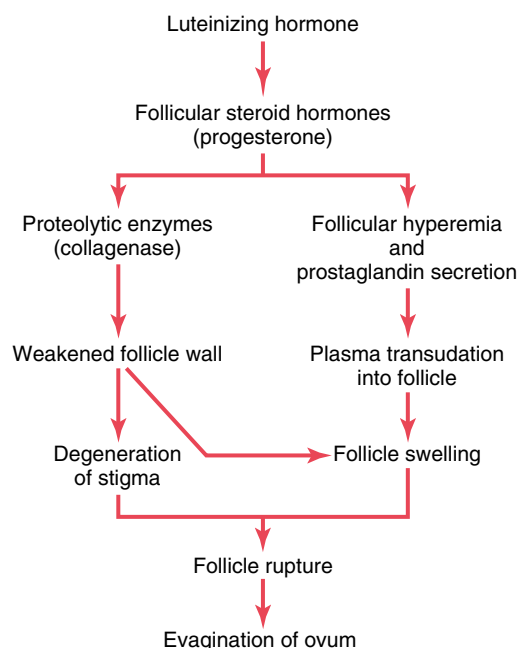 Luteinizing hormone
Follicular steroid hormones
(progesterone)
Proteolytic enzymes
(collagenase)
Follicular hyperemia
and
prostaglandin secretion
Weakened follicle wall
Plasma transudation
into follicle
Degeneration
of stigma
Follicle swelling
Follicle rupture
Evagination of ovum